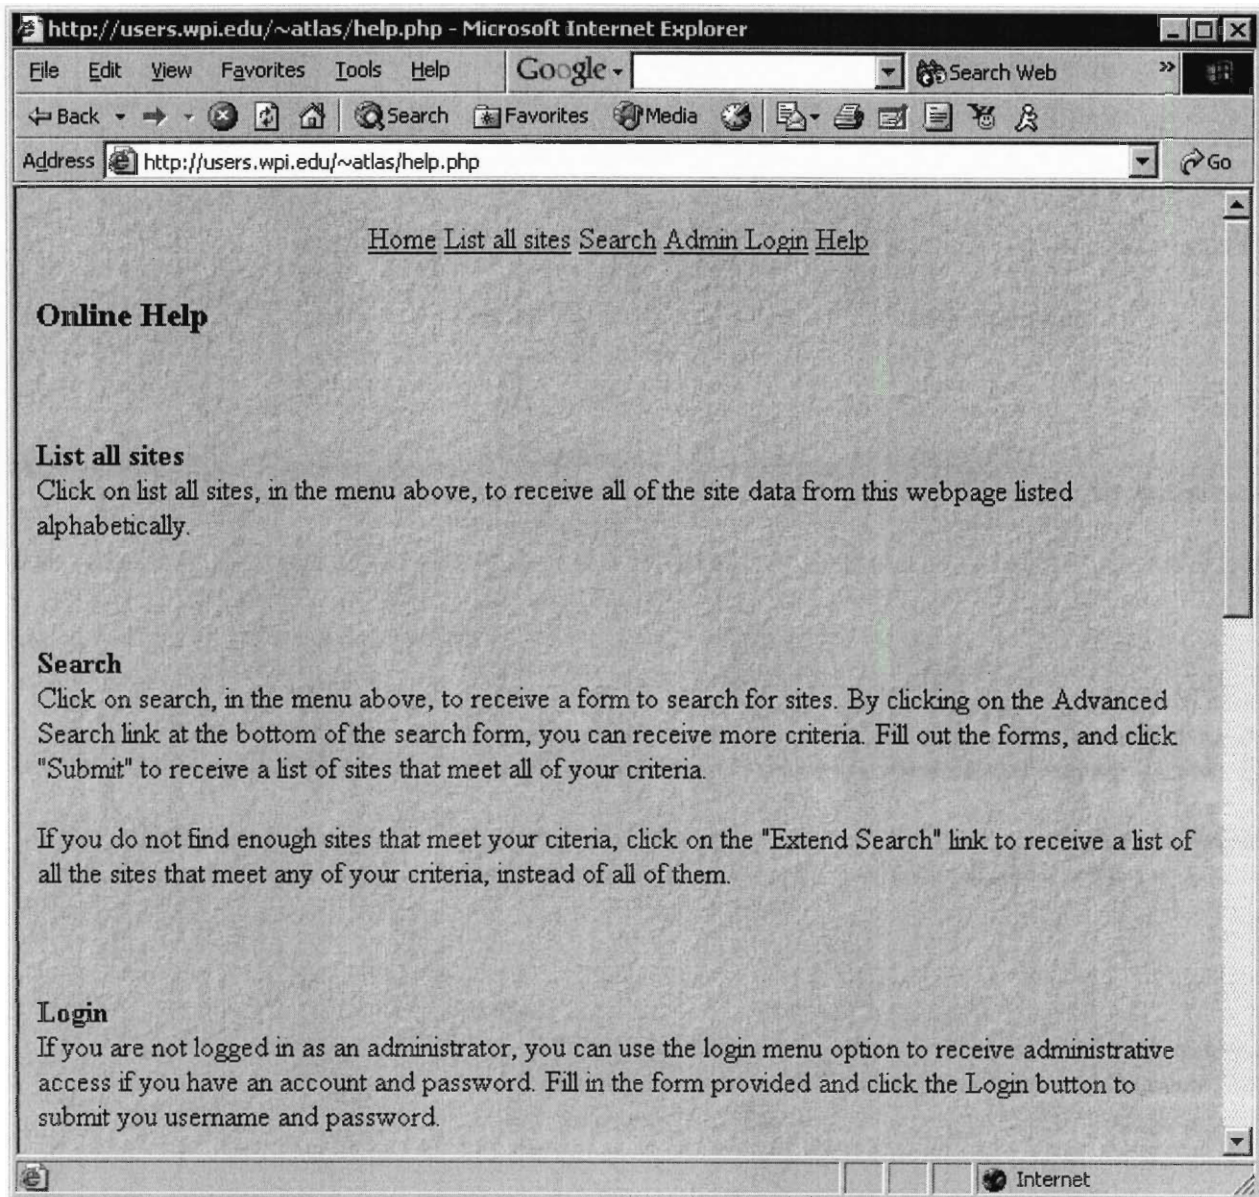 http://users.wpi.edu/~atlas/help.php - Microsoft Internet Explorer
File Edit View Favorites Tools Help Google Search Web »
Back Search Favorites Media
Address http://users.wpi.edu/~atlas/help.php Go
Home List all sites Search Admin Login Help
Online Help
List all sites
Click on list all sites, in the menu above, to receive all of the site data from this webpage listed
alphabetically.
Search
Click on search, in the menu above, to receive a form to search for sites. By clicking on the Advanced
Search link at the bottom of the search form, you can receive more criteria. Fill out the forms, and click
"Submit" to receive a list of sites that meet all of your criteria.
If you do not find enough sites that meet your citeria, click on the "Extend Search" link to receive a list of
all the sites that meet any of your criteria, instead of all of them.
Login
If you are not logged in as an administrator, you can use the login menu option to receive administrative
access if you have an account and password. Fill in the form provided and click the Login button to
submit you username and password.
Internet